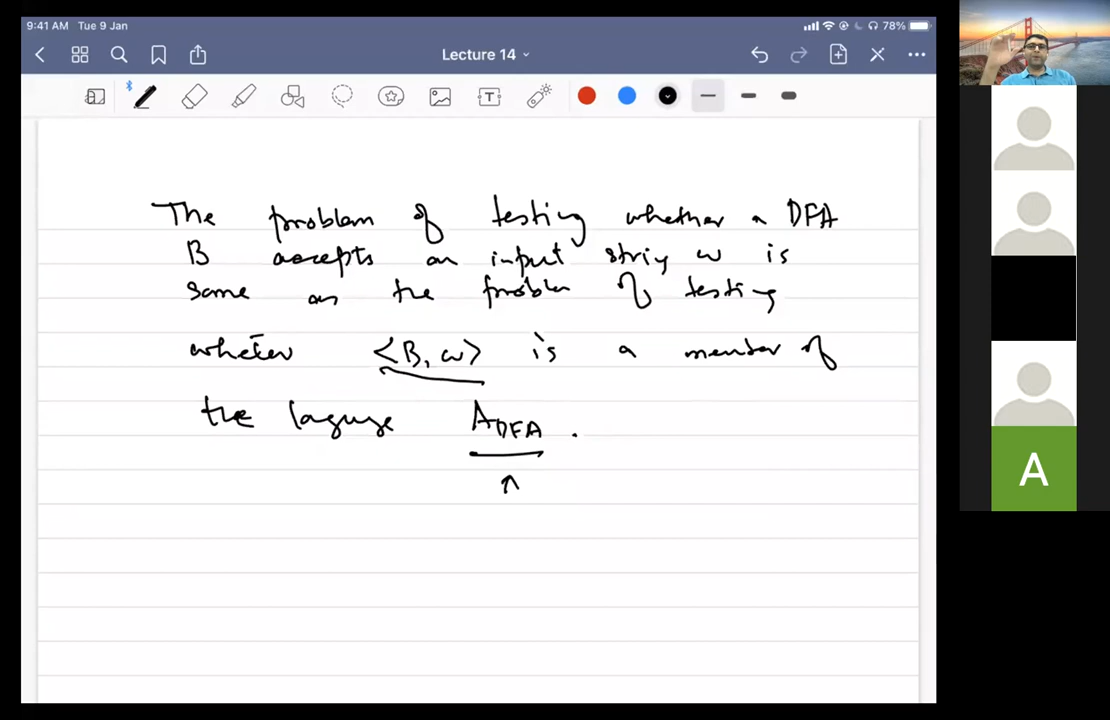 9:41 AM Tue 9 Jan
78%
Lecture 14
T
The problem of testing whether a DFA
B accepts an input string w is
same as the problem of testing
whether <B, w> is a member of
the language A_DFA .
A